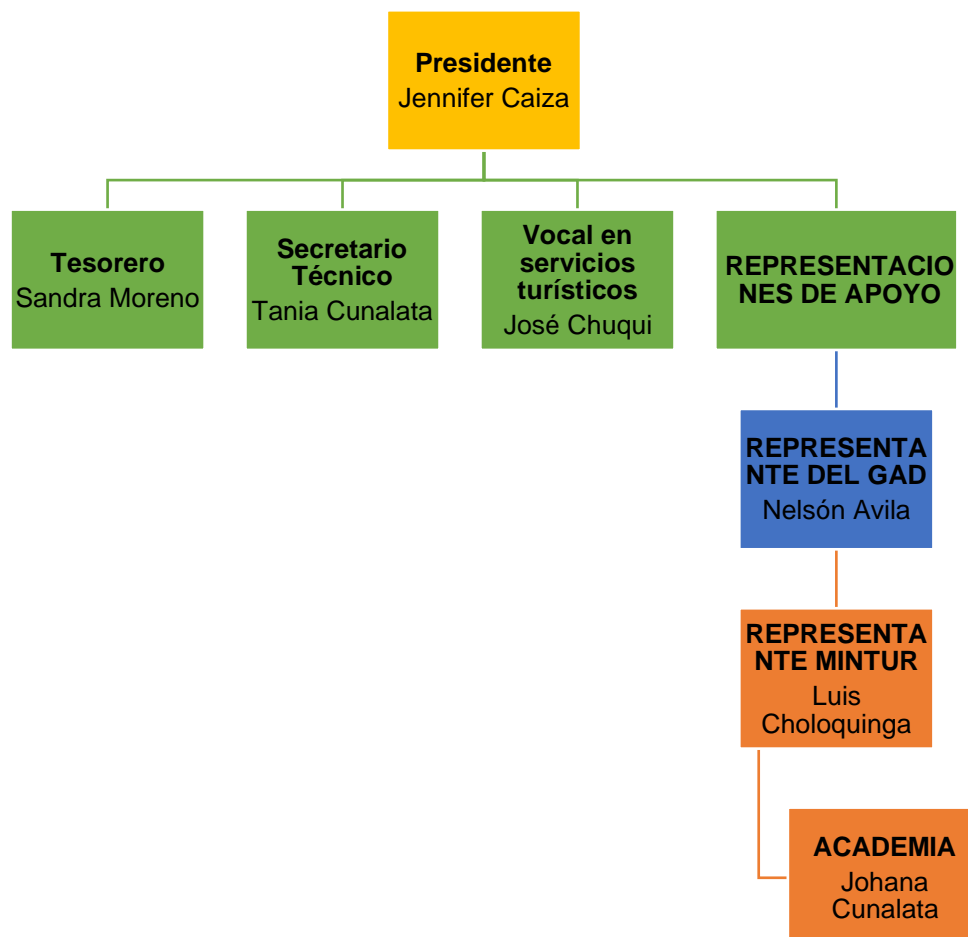 Presidente
Jennifer Caiza
Tesorero
Sandra Moreno
Secretario
Técnico
Tania Cunalata
Vocal en
servicios
turísticos
José Chuqui
REPRESENTACIO
NES DE APOYO
REPRESENTA
NTE DEL GAD
Nelsón Avila
REPRESENTA
NTE MINTUR
Luis
Choloquinga
ACADEMIA
Johana
Cunalata